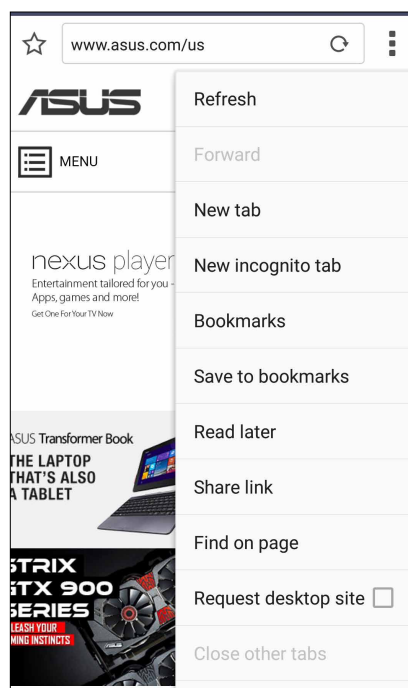 www.asus.com/us
ASUS
MENU
nexus player
Entertainment tailored for you -
Apps, games and more!
Get One For Your TV Now
ASUS Transformer Book
THE LAPTOP
THAT'S ALSO
A TABLET
STRIX
GTX 900
SERIES
LEASH YOUR
MING INSTINCTS
Refresh
Forward
New tab
New incognito tab
Bookmarks
Save to bookmarks
Read later
Share link
Find on page
Request desktop site
Close other tabs